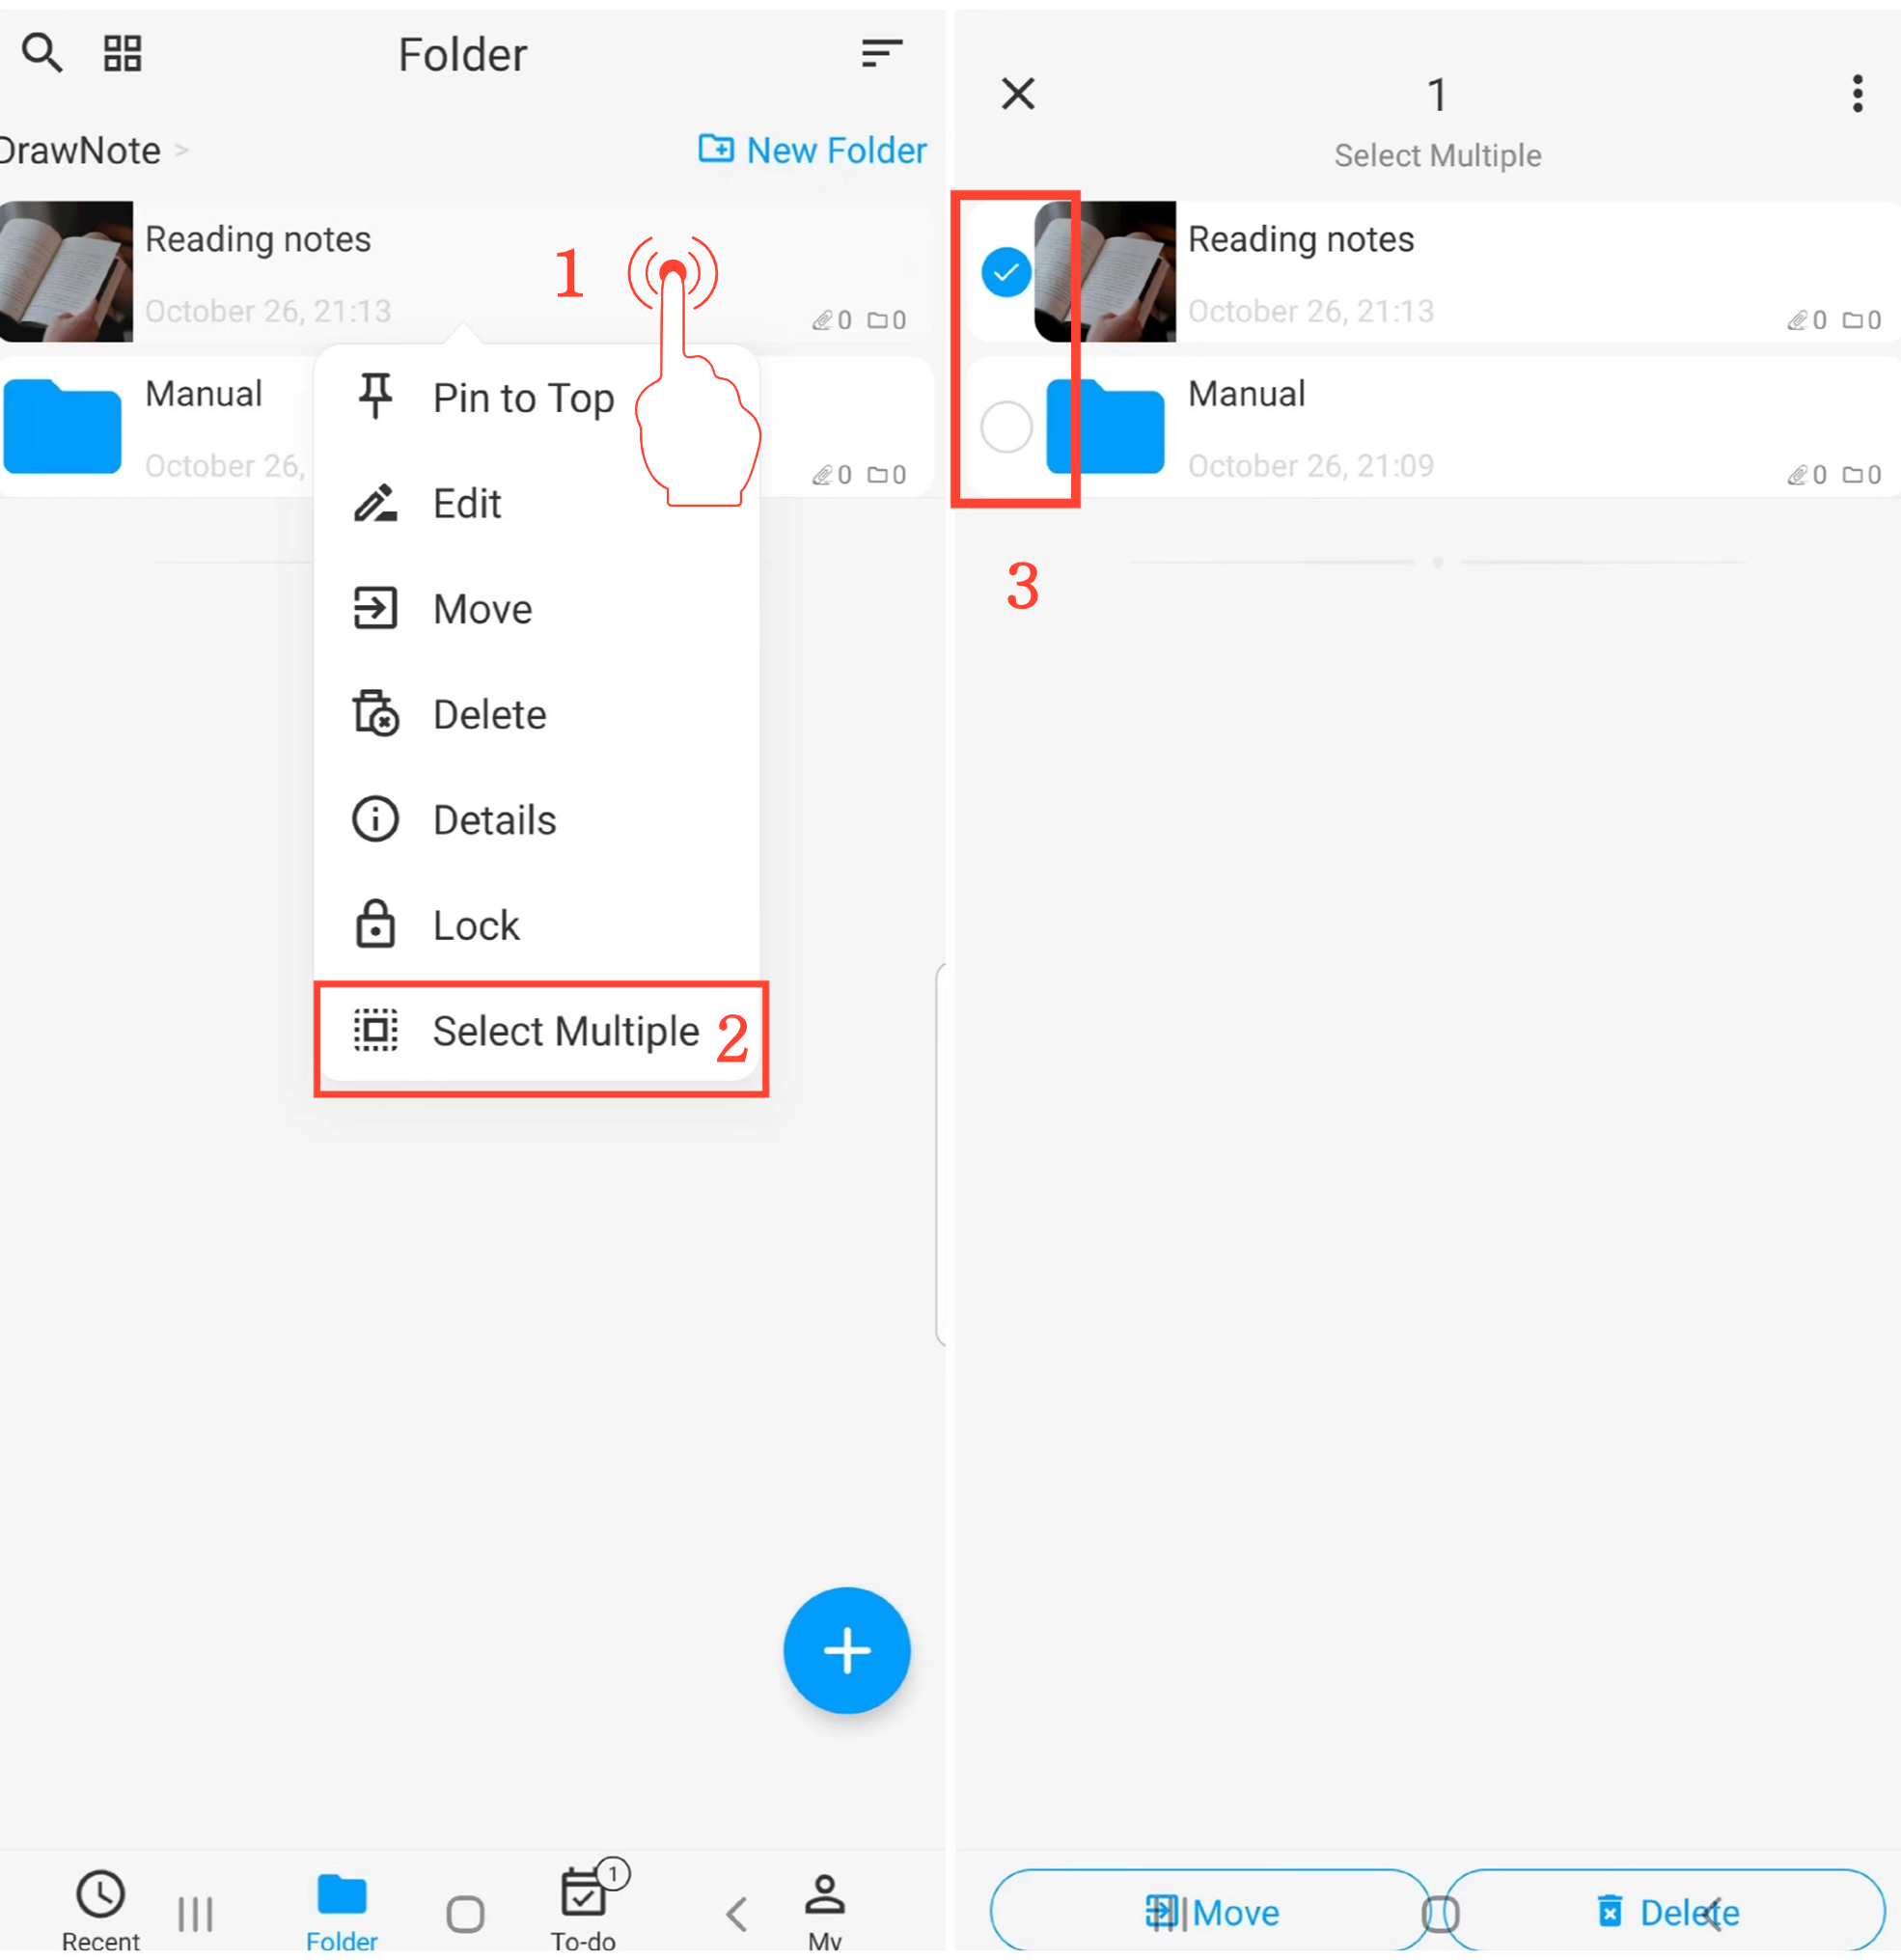 Folder
DrawNote >
New Folder
Reading notes
October 26, 21:13
0 0
1
Manual
October 26,
0 0
Pin to Top
Edit
Move
Delete
Details
Lock
Select Multiple 2
Recent
Folder
To-do
1
My
1
Select Multiple
Reading notes
October 26, 21:13
0 0
Manual
October 26, 21:09
0 0
3
Move
Delete